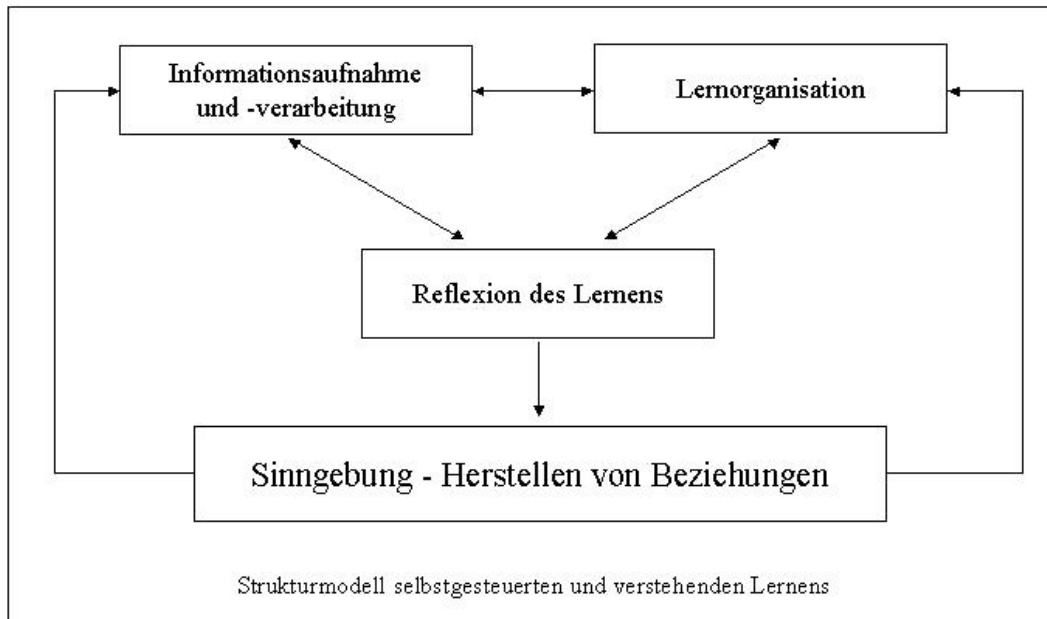 Informationsaufnahme
und -verarbeitung
Lernorganisation
Reflexion des Lernens
Sinngebung - Herstellen von Beziehungen
Strukturmodell selbstgesteuerten und verstehenden Lernens